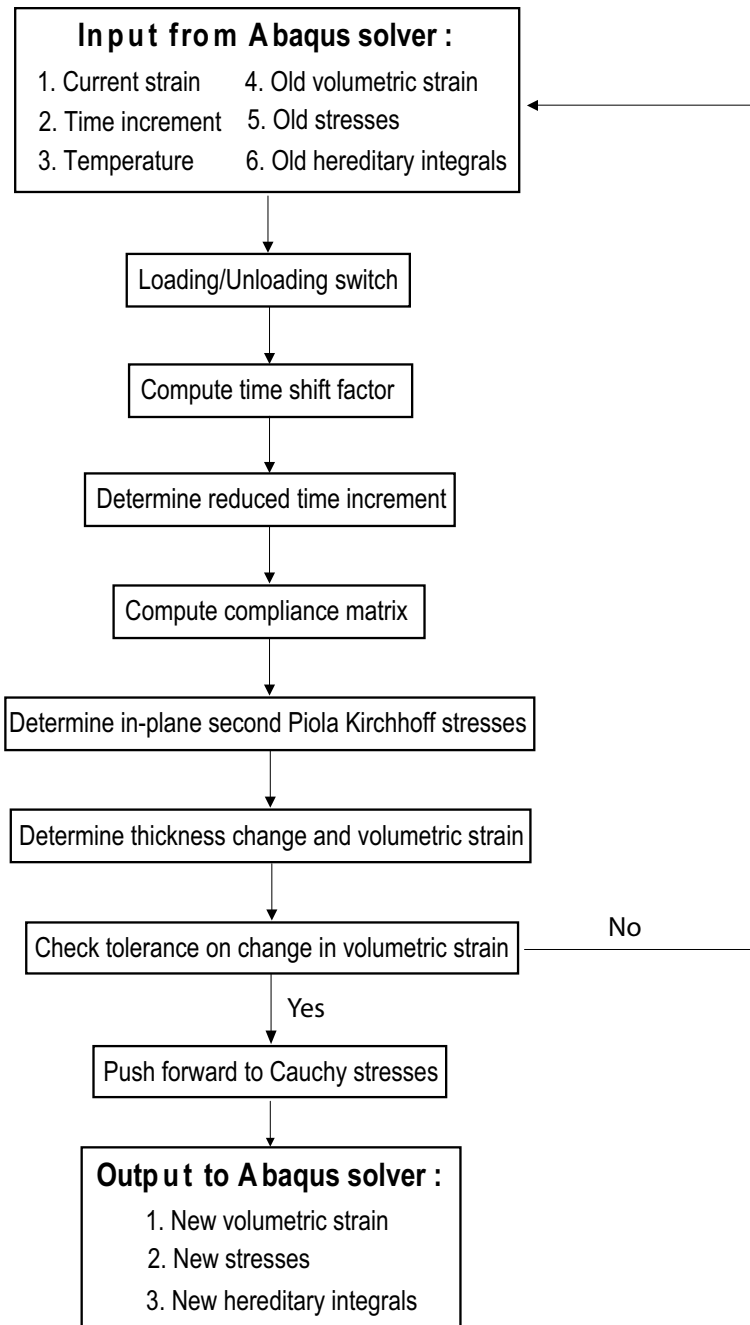 Input from Abaqus solver :
1. Current strain
4. Old volumetric strain
2. Time increment
5. Old stresses
3. Temperature
6. Old hereditary integrals
Loading/Unloading switch
Compute time shift factor
Determine reduced time increment
Compute compliance matrix
Determine in-plane second Piola Kirchhoff stresses
Determine thickness change and volumetric strain
Check tolerance on change in volumetric strain
No
Yes
Push forward to Cauchy stresses
Output to Abaqus solver :
1. New volumetric strain
2. New stresses
3. New hereditary integrals